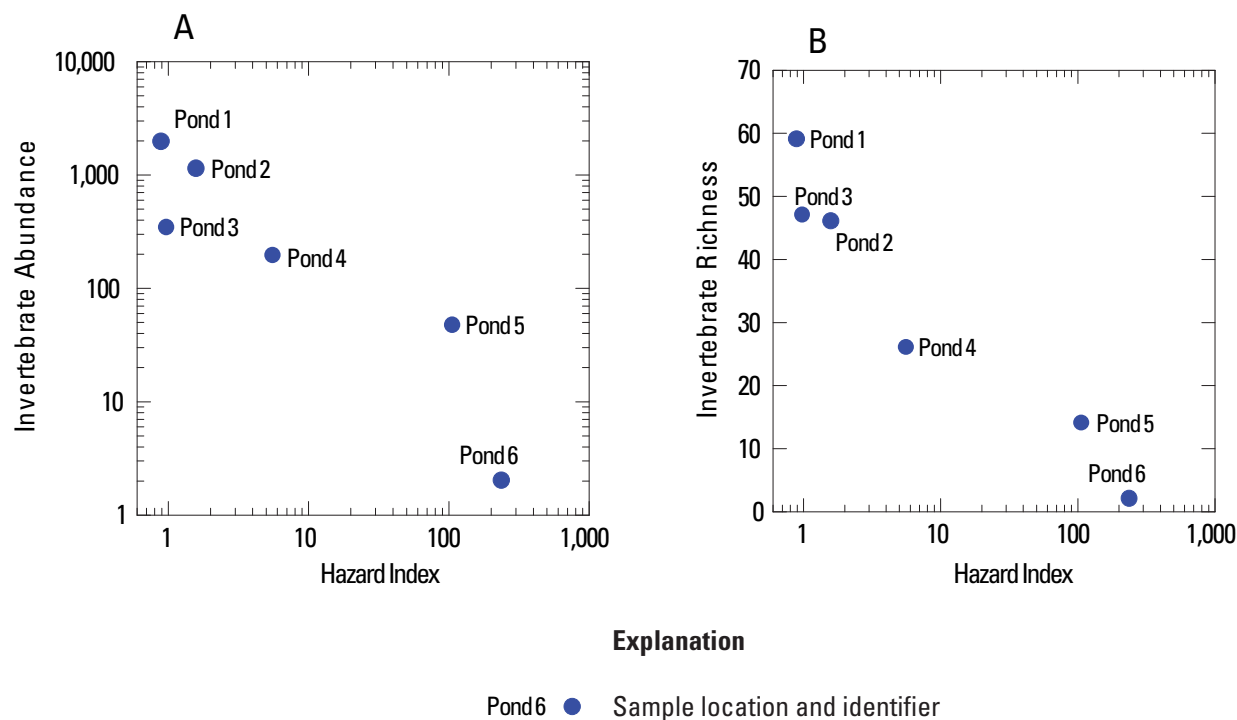 A
10,000
1,000
100
10
1
Invertebrate Abundance
Pond 1
Pond 2
Pond 3
Pond 4
Pond 5
Pond 6
1 10 100 1,000
Hazard Index
B
70
60
50
40
30
20
10
0
Invertebrate Richness
Pond 1
Pond 3
Pond 2
Pond 4
Pond 5
Pond 6
1 10 100 1,000
Hazard Index
Explanation
Pond 6 Sample location and identifier